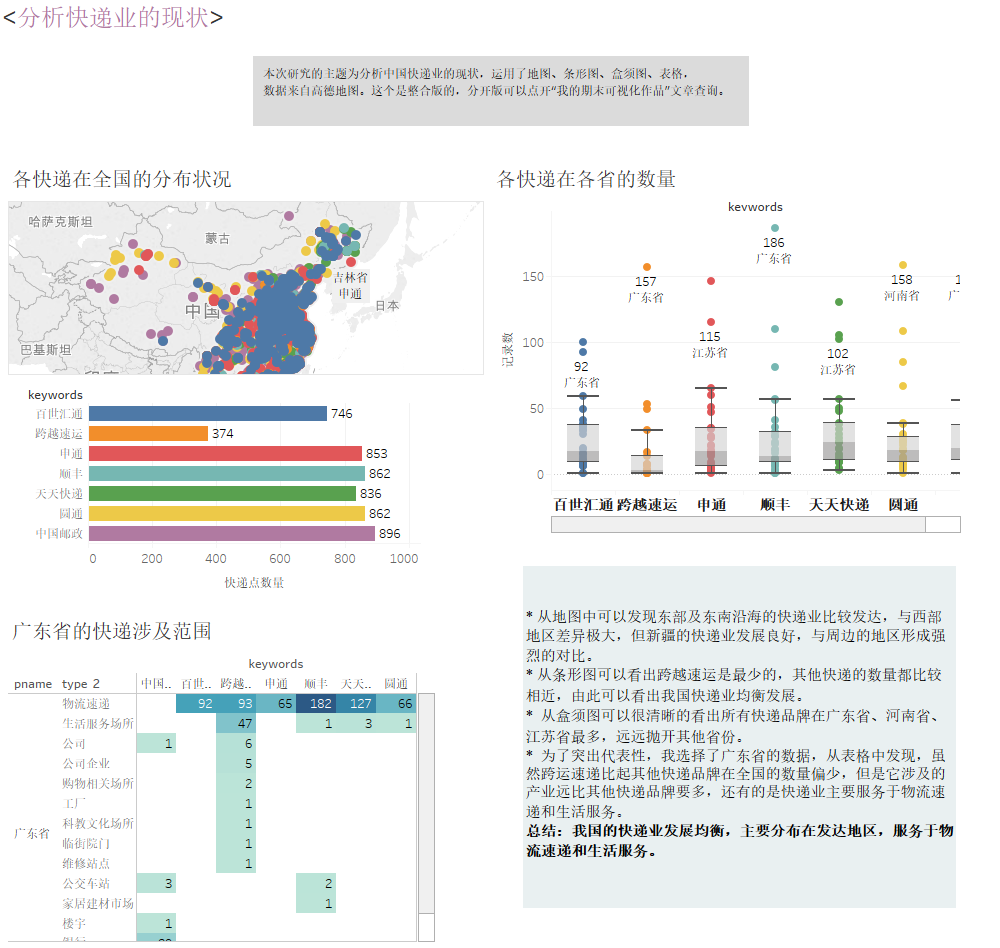 <分析快递业的现状>
本次研究的主题为分析中国快递业的现状，运用了地图、条形图、盒须图、表格，
数据来自高德地图。这个是整合版的，分开版可以点开“我的期末可视化作品”文章查询。
各快递在全国的分布状况
哈萨克斯坦
蒙古
吉林省
申通
日本
中国
巴基斯坦
keywords
百世汇通 746
跨越速运 374
申通 853
顺丰 862
天天快递 836
圆通 862
中国邮政 896
0 200 400 600 800 1000
快递点数量
各快递在各省的数量
keywords
记录数
150
100
50
0
92
广东省
157
广东省
115
江苏省
186
广东省
102
江苏省
158
河南省
百世汇通 跨越速运 申通 顺丰 天天快递 圆通
广东省的快递涉及范围
keywords
pname type 2 中国.. 百世.. 跨越.. 申通 顺丰 天天.. 圆通
广东省
物流速递 92 93 65 182 127 66
生活服务场所 47 1 3 1
公司 1 6
公司企业 5
购物相关场所 2
工厂 1
科教文化场所 1
临街院门 1
维修站点 1
公交车站 3 2
家居建材市场 1
楼宇 1
* 从地图中可以发现东部及东南沿海的快递业比较发达，与西部
地区差异极大，但新疆的快递业发展良好，与周边的地区形成强
烈的对比。
* 从条形图可以看出跨越速运是最少的，其他快递的数量都比较
相近，由此可以看出我国快递业均衡发展。
* 从盒须图可以很清晰的看出所有快递品牌在广东省、河南省、
江苏省最多，远远抛开其他省份。
* 为了突出代表性，我选择了广东省的数据，从表格中发现，虽
然跨运速递比起其他快递品牌在全国的数量偏少，但是它涉及的
产业远比其他快递品牌要多，还有的是快递业主要服务于物流速
递和生活服务。
总结：我国的快递业发展均衡，主要分布在发达地区，服务于物
流速递和生活服务。